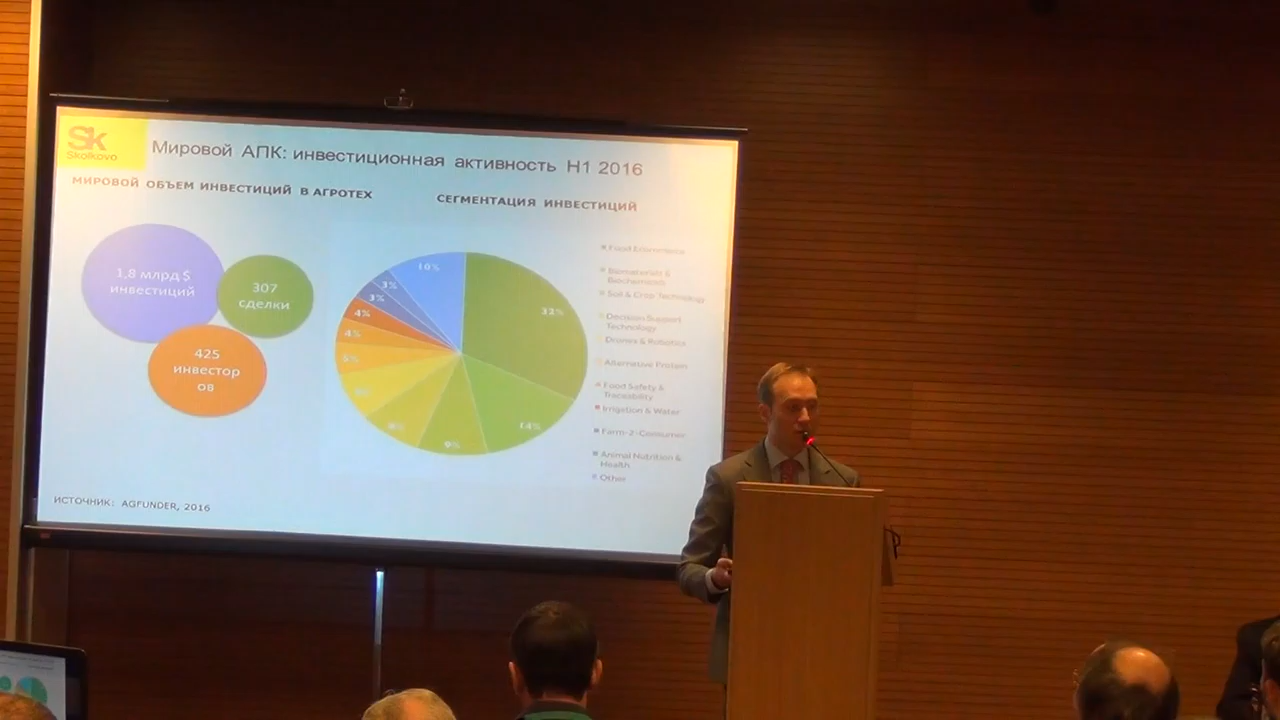 Sk
Skolkovo
Мировой АПК: инвестиционная активность H1 2016
МИРОВОЙ ОБЪЕМ ИНВЕСТИЦИЙ В АГРОТЕХ
СЕГМЕНТАЦИЯ ИНВЕСТИЦИЙ
1,8 млрд $
инвестиций
307
сделки
425
инвестор
ов
10%
3%
3%
4%
4%
5%
32%
14%
9%
8%
Food Ecommerce
Biomaterials &
Biochemicals
Soil & Crop Technology
Decision Support
Technology
Drones & Robotics
Alternative Protein
Food Safety &
Traceability
Irrigation & Water
Farm-2-Consumer
Animal Nutrition &
Health
Other
ИСТОЧНИК: AGFUNDER, 2016